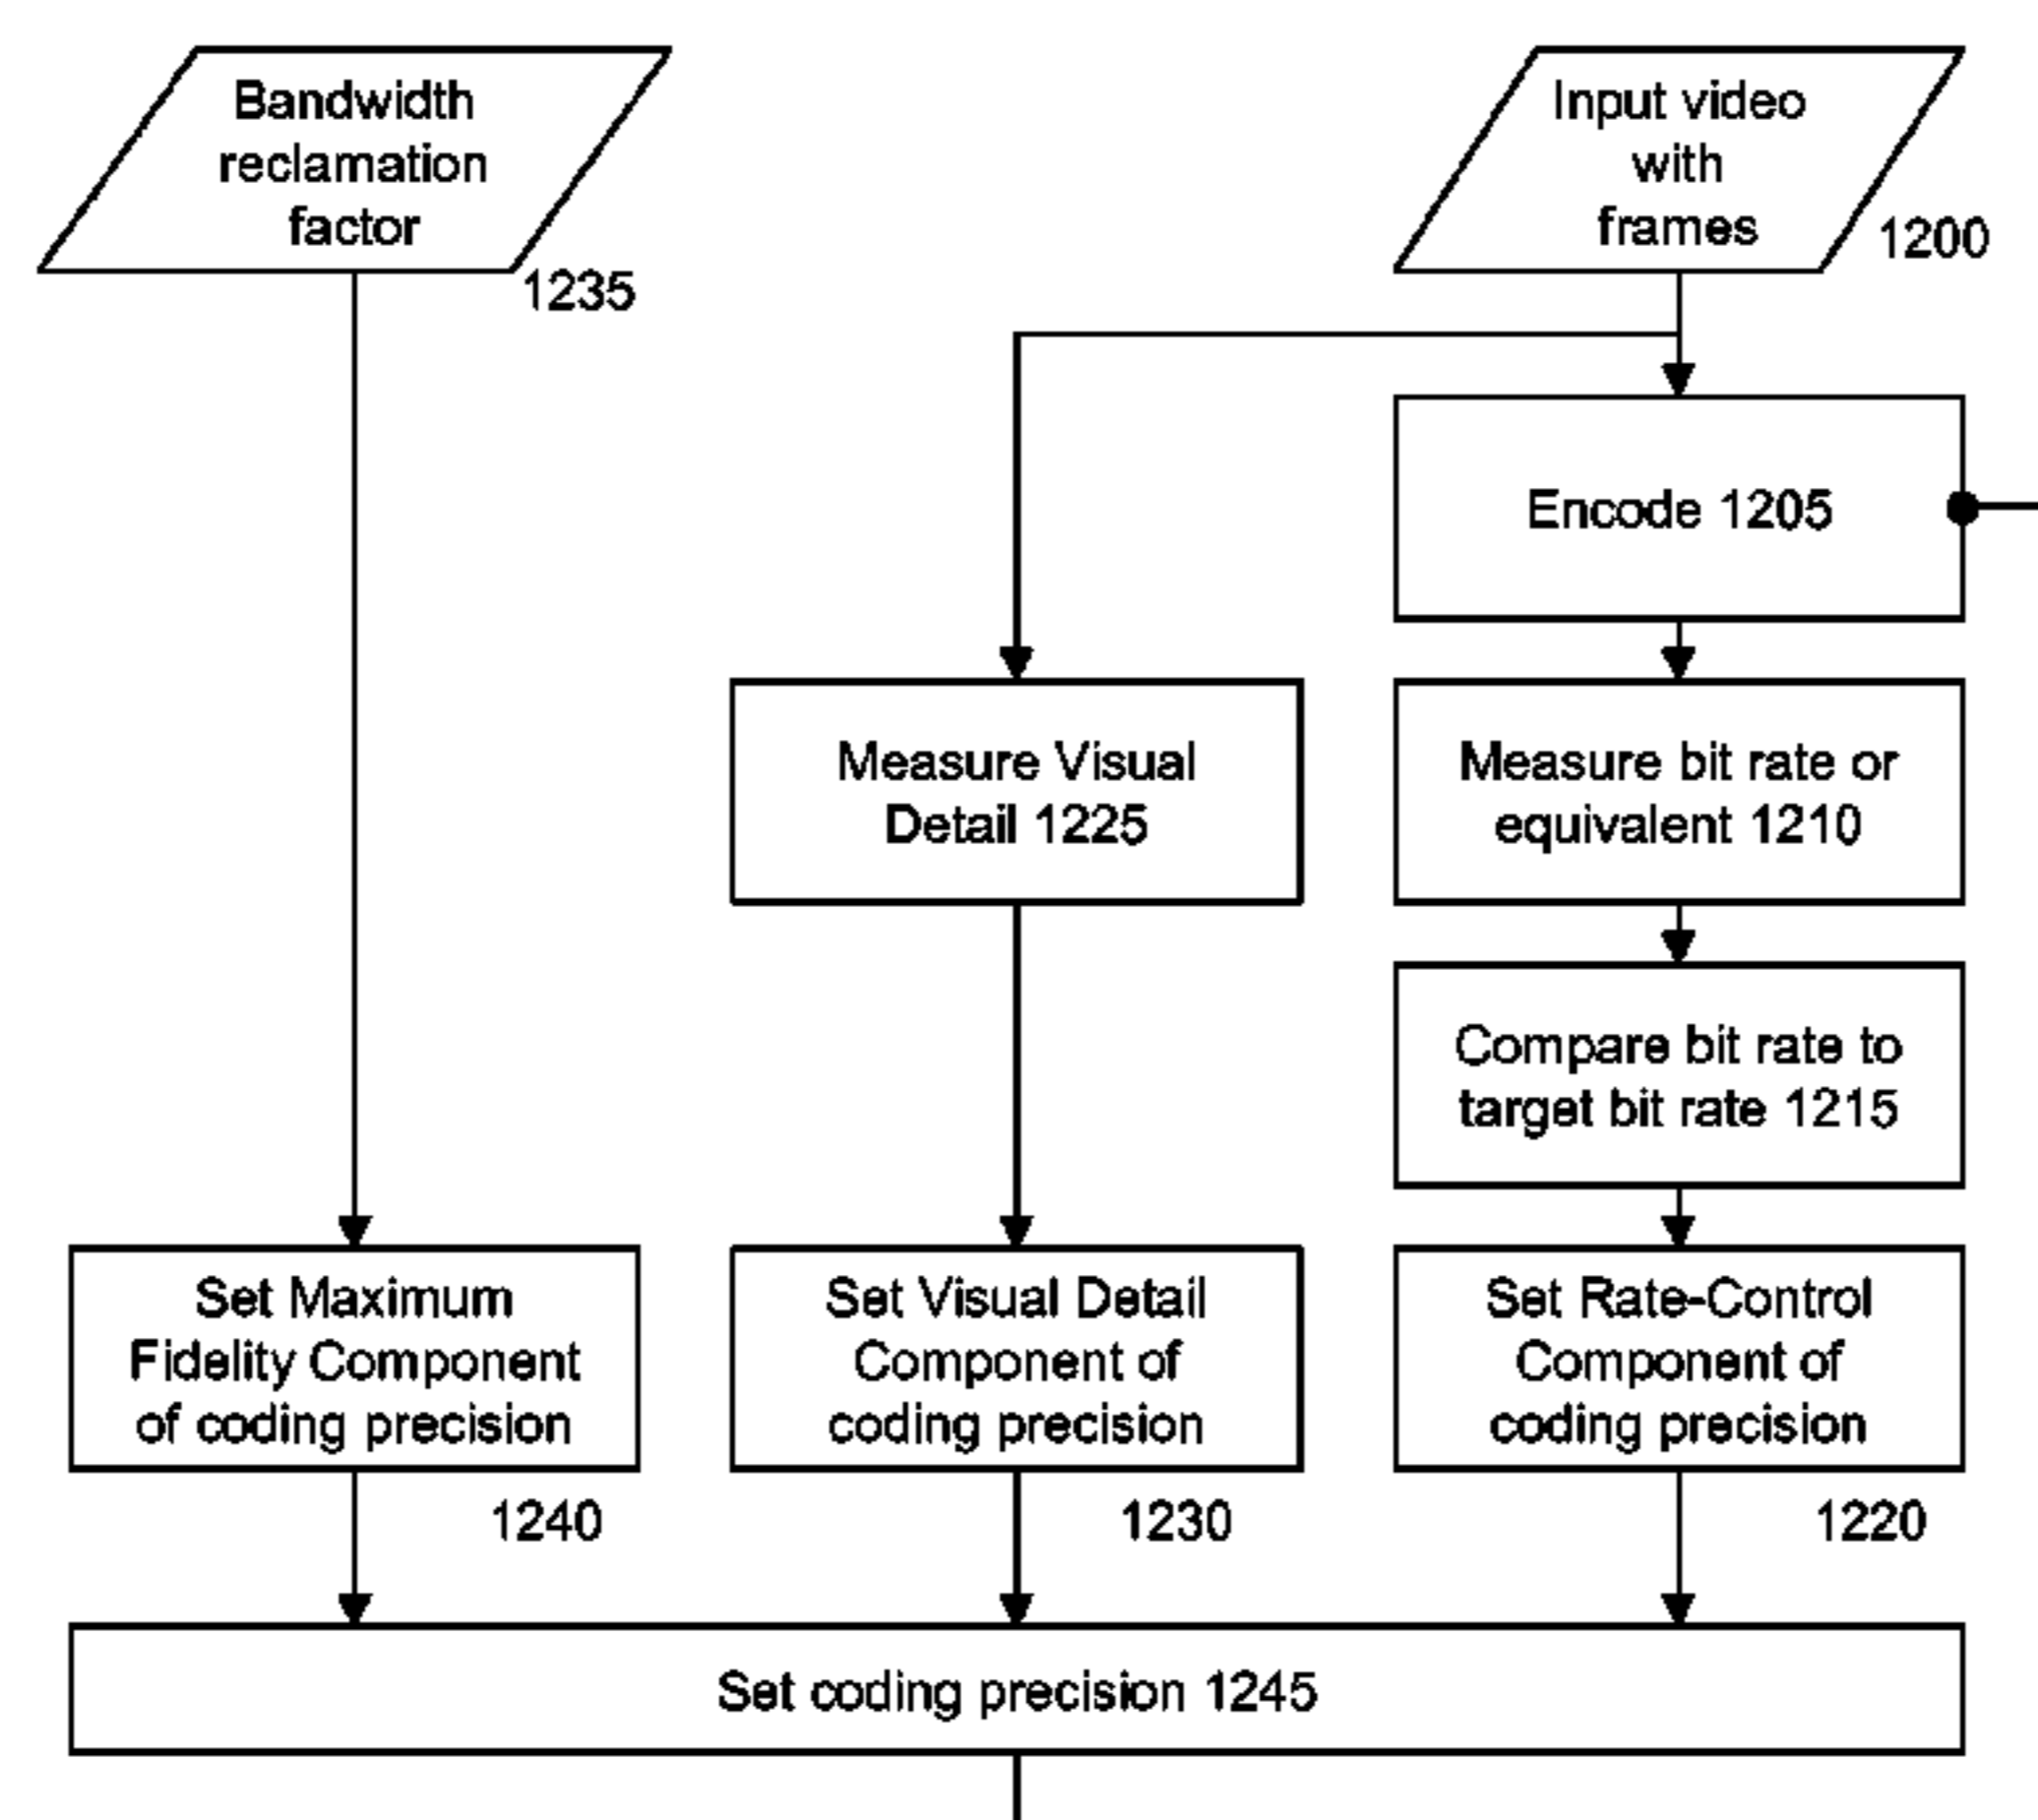 Bandwidth
reclamation
factor
1235
Input video
with
frames
1200
Encode 1205
Measure Visual
Detail 1225
Measure bit rate or
equivalent 1210
Compare bit rate to
target bit rate 1215
Set Maximum
Fidelity Component
of coding precision
1240
Set Visual Detail
Component of
coding precision
1230
Set Rate-Control
Component of
coding precision
1220
Set coding precision 1245